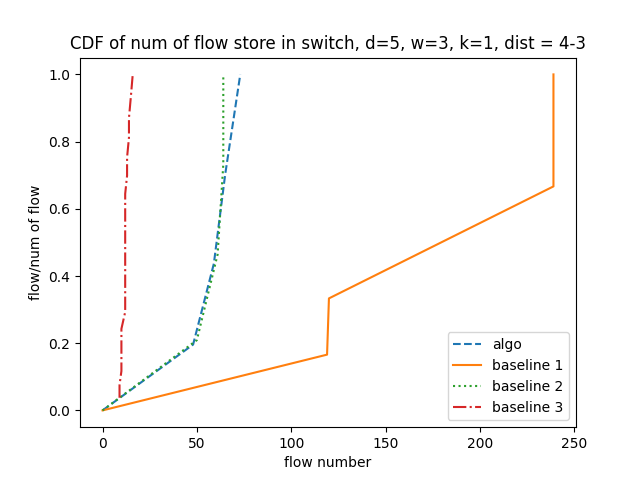 CDF of num of flow store in switch, d=5, w=3, k=1, dist = 4-3
1.0
0.8
0.6
0.4
0.2
0.0
flow/num of flow
algo
baseline 1
baseline 2
baseline 3
0 50 100 150 200 250
flow number